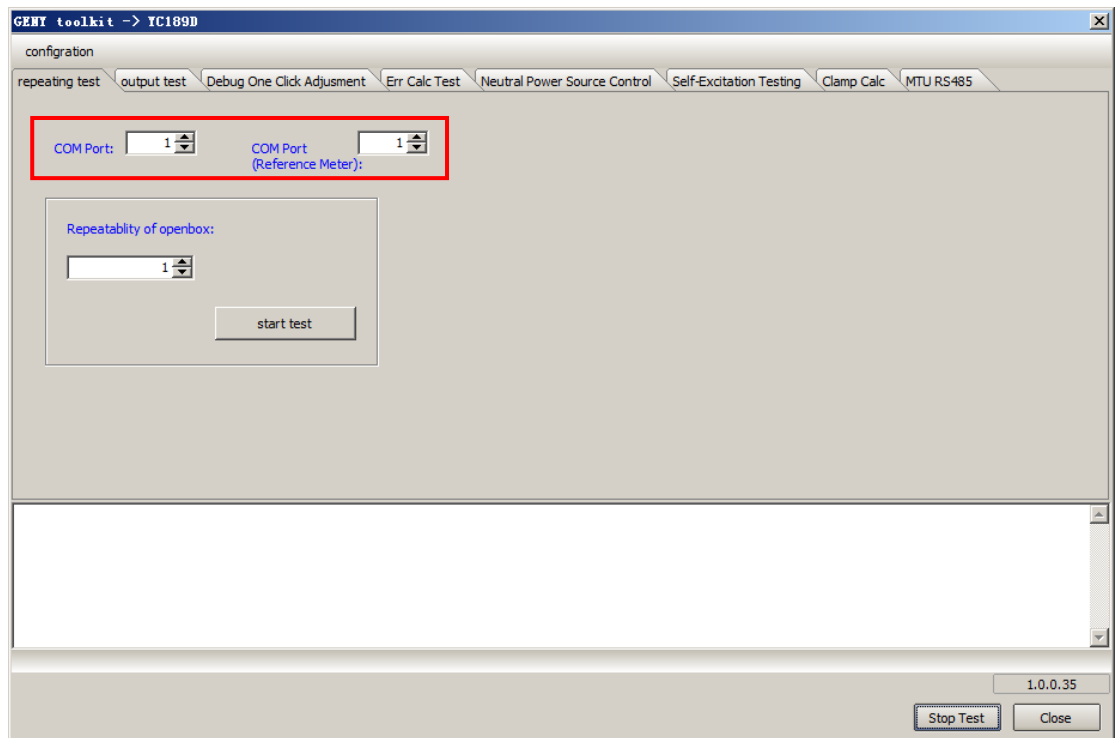 GENY toolkit -> YC189D
configration
repeating test output test Debug One Click Adjusment Err Calc Test Neutral Power Source Control Self-Excitation Testing Clamp Calc MTU RS485
COM Port: 1 COM Port (Reference Meter): 1
Repeatablity of openbox:
1
start test
1.0.0.35
Stop Test Close